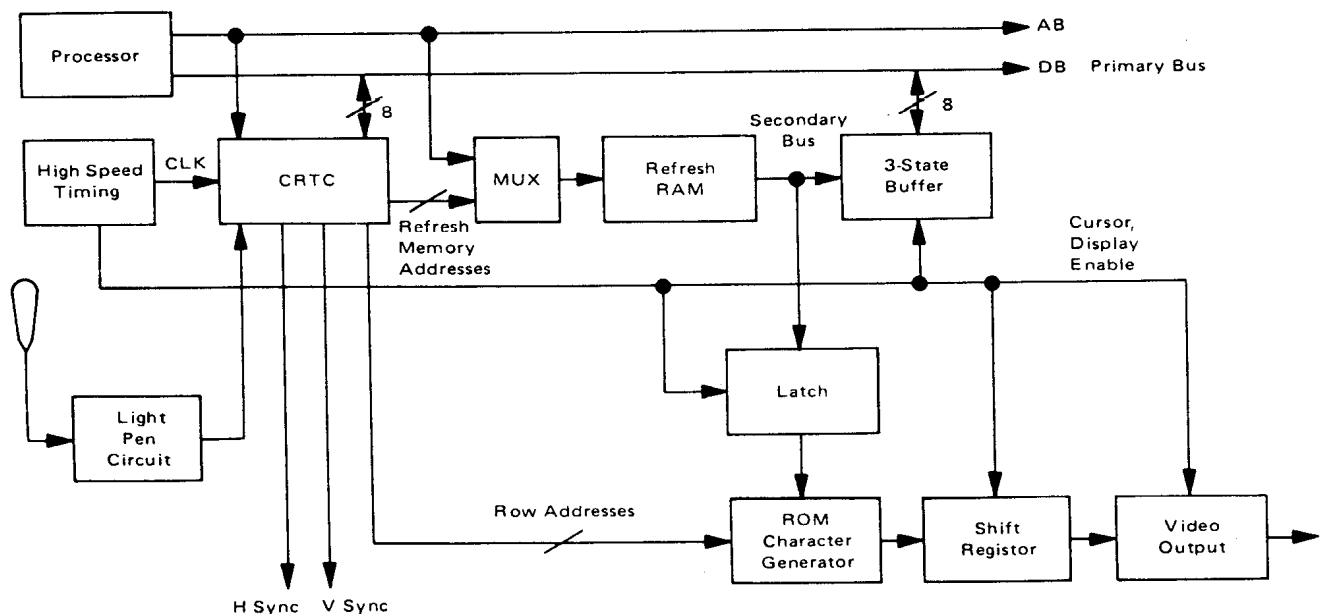 AB
Processor
DB Primary Bus
8
8
Secondary
Bus
High Speed
Timing
CLK
CRTC
MUX
Refresh
RAM
3-State
Buffer
Refresh
Memory
Addresses
Cursor,
Display
Enable
Latch
Light
Pen
Circuit
Row Addresses
ROM
Character
Generator
Shift
Registor
Video
Output
H Sync V Sync